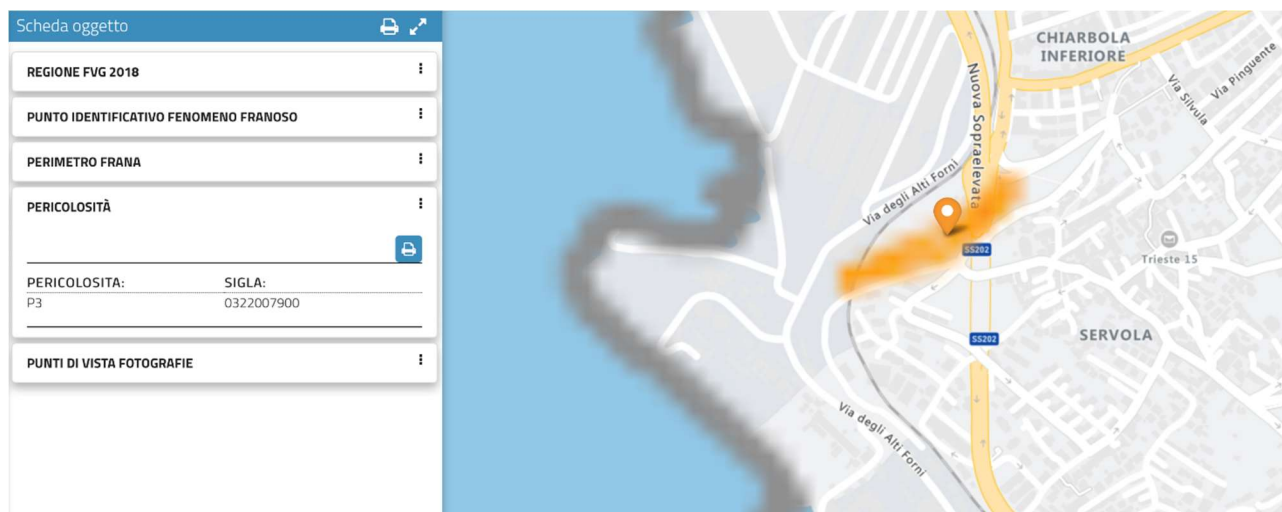 Scheda oggetto
REGIONE FVG 2018
PUNTO IDENTIFICATIVO FENOMENO FRANOSO
PERIMETRO FRANA
PERICOLOSITÀ
PERICOLOSITA: SIGLA:
P3 0322007900
PUNTI DI VISTA FOTOGRAFIE
CHIARBOLA
INFERIORE
Nuova Sopraelevata
Via Silvula
Via Pinguente
Via degli Alti Forni
SS202
Trieste 15
SS202
SERVOLA
Via degli Alti Forni